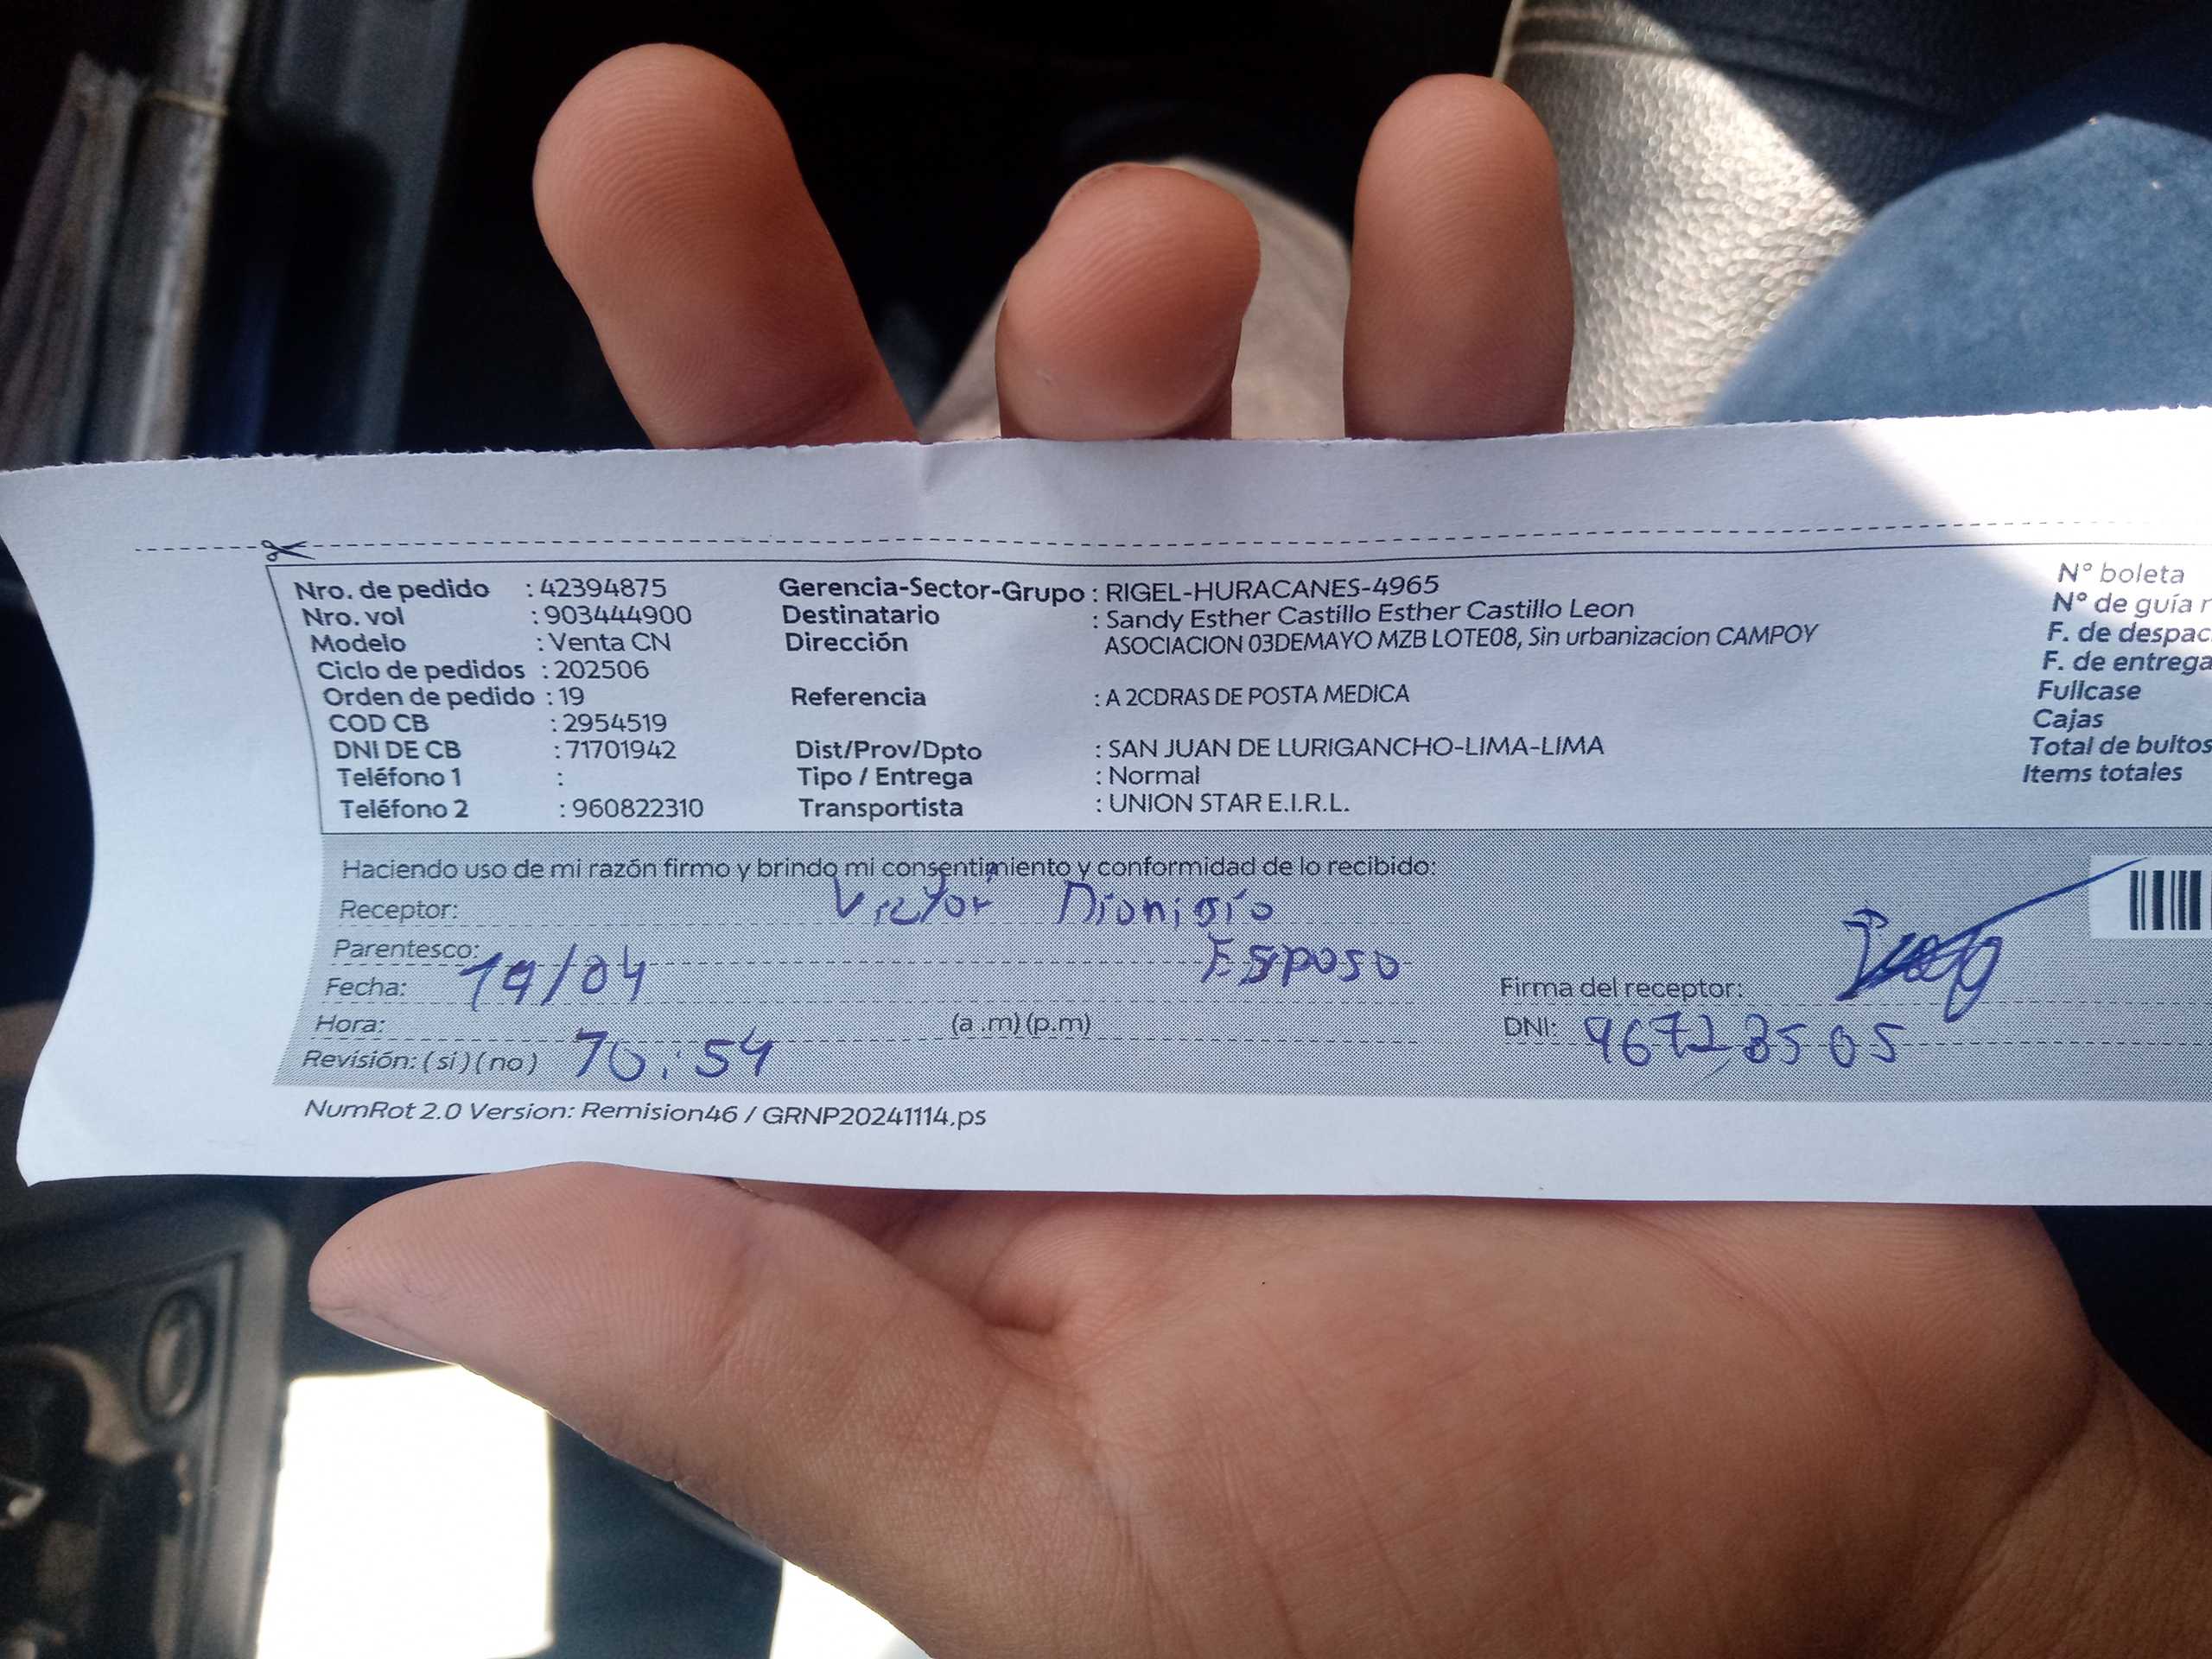 Nro. de pedido : 42394875 Gerencia-Sector-Grupo : RIGEL-HURACANES-4965 N° boleta
Nro. vol : 903444900 Destinatario : Sandy Esther Castillo Esther Castillo Leon N° de guía r
Modelo : Venta CN Dirección ASOCIACION 03DEMAYO MZB LOTE08, Sin urbanizacion CAMPOY F. de despac
Ciclo de pedidos : 202506 F. de entrega
Orden de pedido : 19 Referencia : A 2CDRAS DE POSTA MEDICA Fullcase
COD CB : 2954519 Cajas
DNI DE CB : 71701942 Dist/Prov/Dpto : SAN JUAN DE LURIGANCHO-LIMA-LIMA Total de bultos
Teléfono 1 : Tipo / Entrega : Normal Items totales
Teléfono 2 : 960822310 Transportista : UNION STAR E.I.R.L.
Haciendo uso de mi razón firmo y brindo mi consentimiento y conformidad de lo recibido:
Receptor: Victor Dionisio
Parentesco: Esposo
Fecha: 19/04 Firma del receptor:
Hora: (a .m) (p.m) DNI:
Revisión: ( si ) ( no ) 10:54
NumRot 2.0 Version: Remision46 / GRNP20241114.ps